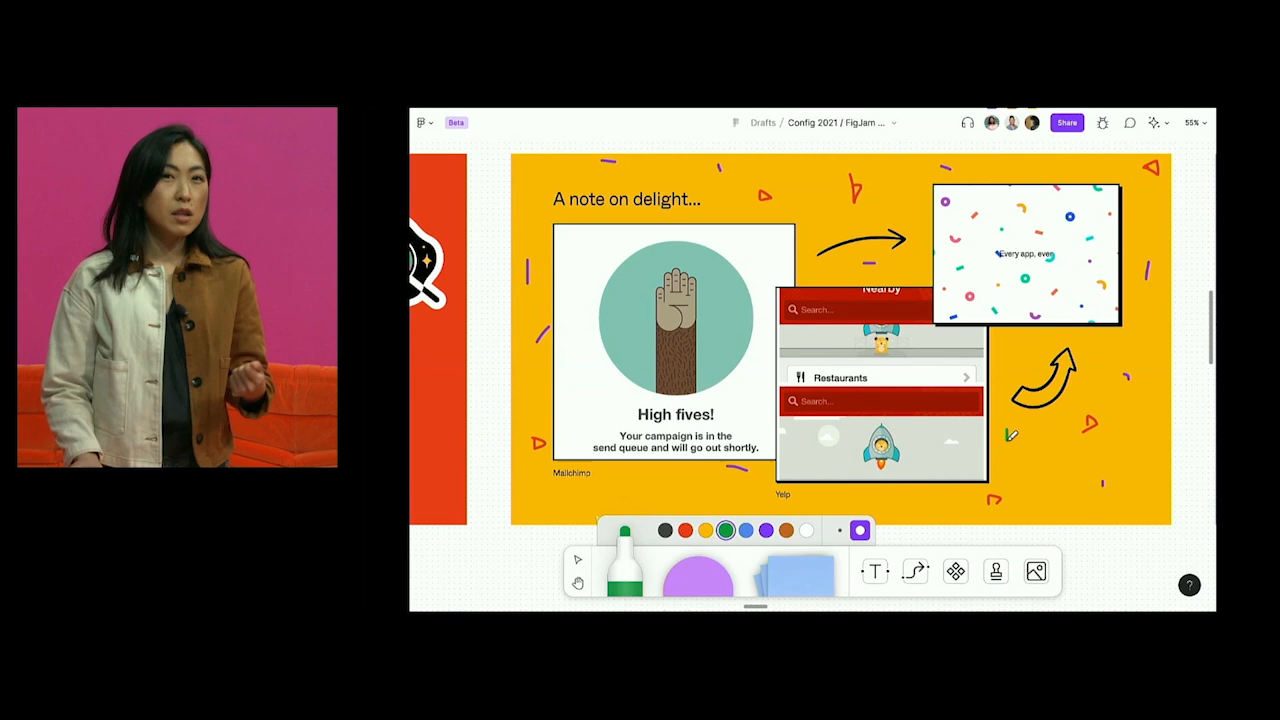 Beta
Drafts / Config 2021 / FigJam ...
Share
55%
A note on delight...
Every app, ever
Nearby
Search...
Restaurants
Search...
High fives!
Your campaign is in the
send queue and will go out shortly.
Mailchimp
Yelp
T
?